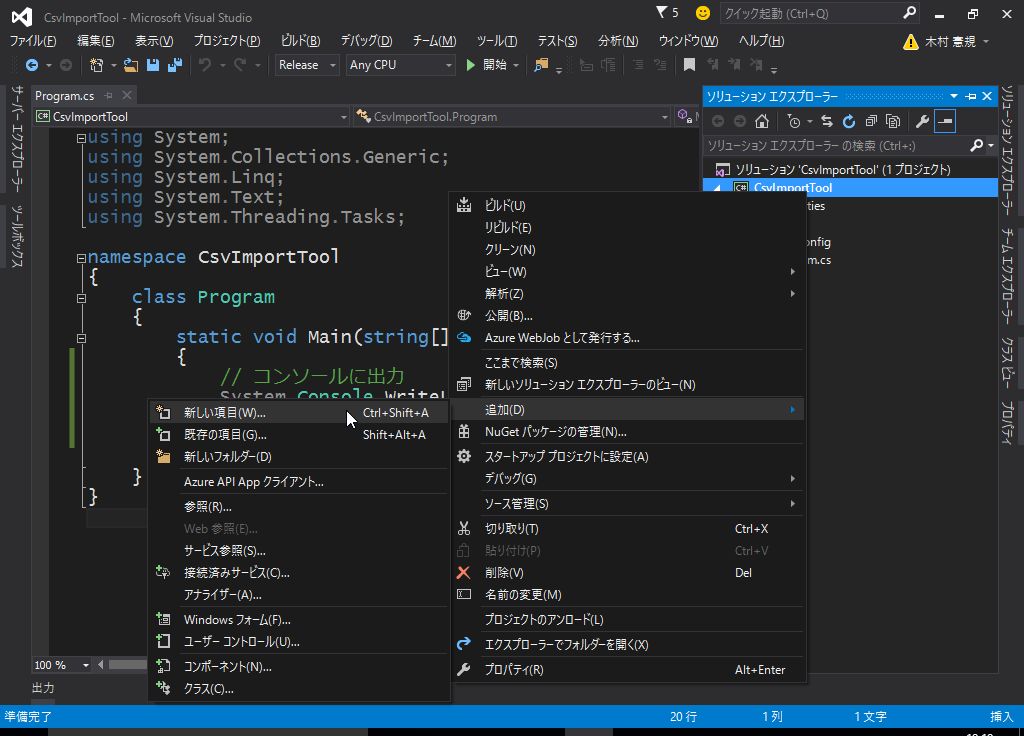 CsvImportTool - Microsoft Visual Studio
5
クイック起動 (Ctrl+Q)
ファイル(F) 編集(E) 表示(V) プロジェクト(P) ビルド(B) デバッグ(D) チーム(M) ツール(T) テスト(S) 分析(N) ウィンドウ(W) ヘルプ(H) 木村 憲規
Release Any CPU 開始
サーバー エクスプローラー
ツールボックス
Program.cs
C# CsvImportTool CsvImportTool.Program
using System;
using System.Collections.Generic;
using System.Linq;
using System.Text;
using System.Threading.Tasks;
namespace CsvImportTool
{
class Program
{
static void Main(string[]
{
// コンソールに出力
System.Console.WriteL
}
}
100 %
出力
ソリューション エクスプローラー
ソリューション エクスプローラー の検索 (Ctrl+:)
ソリューション 'CsvImportTool' (1 プロジェクト)
C# CsvImportTool
ties
onfig
m.cs
ソリューション エクスプローラー
チーム エクスプローラー
クラス ビュー
プロパティ
ビルド(U)
リビルド(E)
クリーン(N)
ビュー(W)
解析(Z)
公開(B)...
Azure WebJob として発行する...
ここまで検索(S)
新しいソリューション エクスプローラーのビュー(N)
追加(D)
NuGet パッケージの管理(N)...
スタートアップ プロジェクトに設定(A)
デバッグ(G)
ソース管理(S)
切り取り(T) Ctrl+X
貼り付け(P) Ctrl+V
削除(V) Del
名前の変更(M)
プロジェクトのアンロード(L)
エクスプローラーでフォルダーを開く(X)
プロパティ(R) Alt+Enter
新しい項目(W)... Ctrl+Shift+A
既存の項目(G)... Shift+Alt+A
新しいフォルダー(D)
Azure API App クライアント...
参照(R)...
Web 参照(E)...
サービス参照(S)...
接続済みサービス(C)...
アナライザー(A)...
Windows フォーム(F)...
ユーザー コントロール(U)...
コンポーネント(N)...
クラス(C)...
準備完了 20 行 1 列 1 文字 挿入